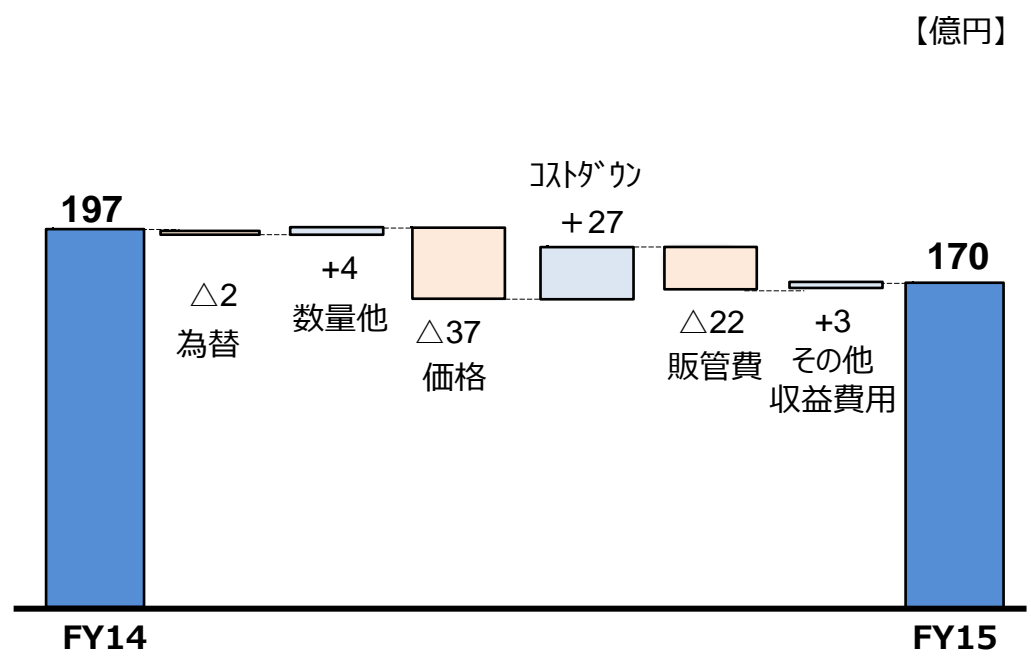 【億円】
197
△2
為替
+4
数量他
△37
価格
ｺｽﾄﾀﾞｳﾝ
＋27
△22
販管費
+3
その他
収益費用
170
FY14
FY15